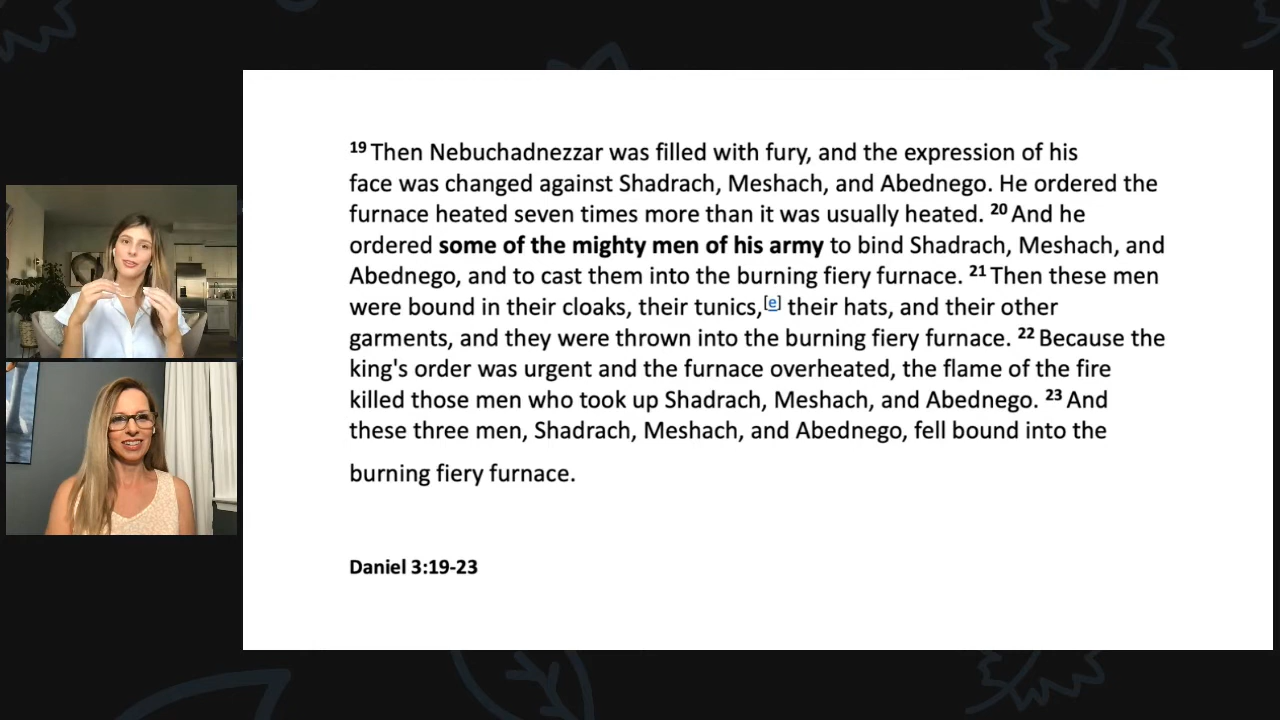 19 Then Nebuchadnezzar was filled with fury, and the expression of his
face was changed against Shadrach, Meshach, and Abednego. He ordered the
furnace heated seven times more than it was usually heated. 20 And he
ordered some of the mighty men of his army to bind Shadrach, Meshach, and
Abednego, and to cast them into the burning fiery furnace. 21 Then these men
were bound in their cloaks, their tunics,[e] their hats, and their other
garments, and they were thrown into the burning fiery furnace. 22 Because the
king's order was urgent and the furnace overheated, the flame of the fire
killed those men who took up Shadrach, Meshach, and Abednego. 23 And
these three men, Shadrach, Meshach, and Abednego, fell bound into the
burning fiery furnace.
Daniel 3:19-23